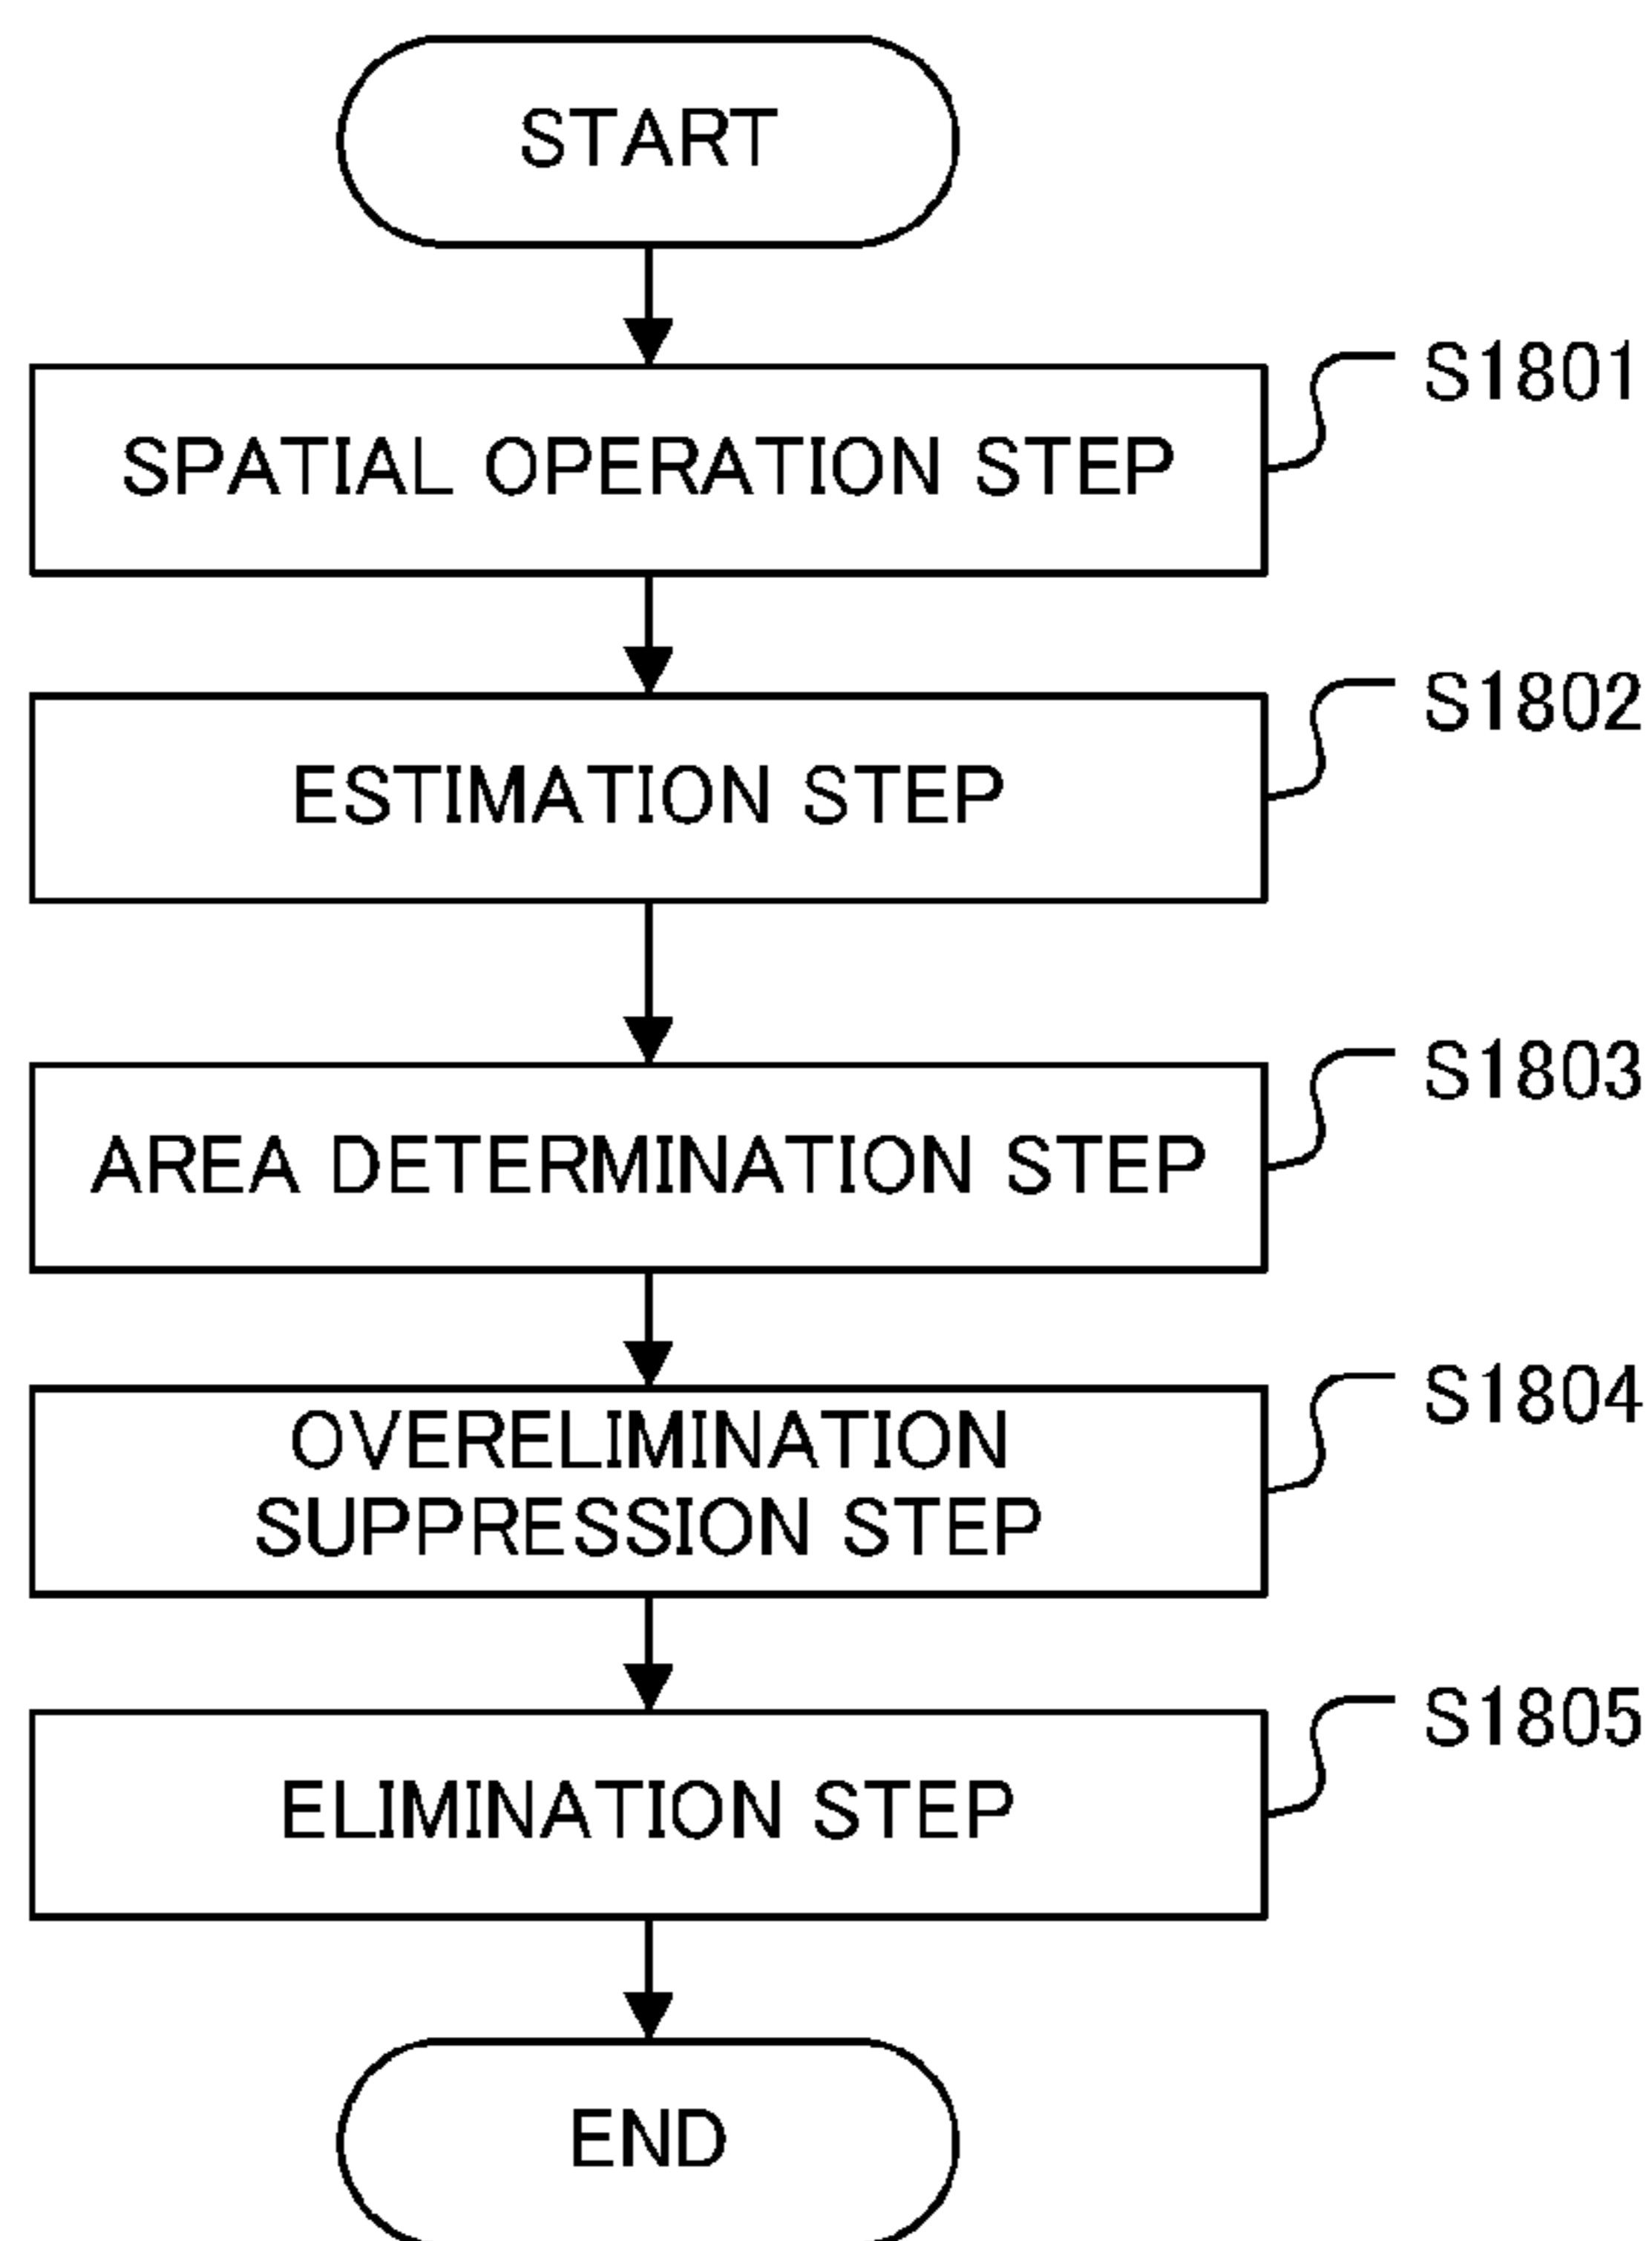 START
SPATIAL OPERATION STEP
S1801
ESTIMATION STEP
S1802
AREA DETERMINATION STEP
S1803
OVERELIMINATION
SUPPRESSION STEP
S1804
ELIMINATION STEP
S1805
END